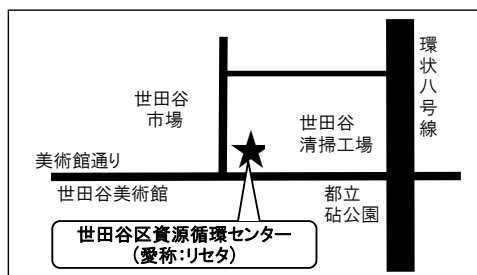 環状八号線
世田谷
市場
世田谷
清掃工場
美術館通り
世田谷美術館
都立
砧公園
世田谷区資源循環センター
(愛称:リセタ)